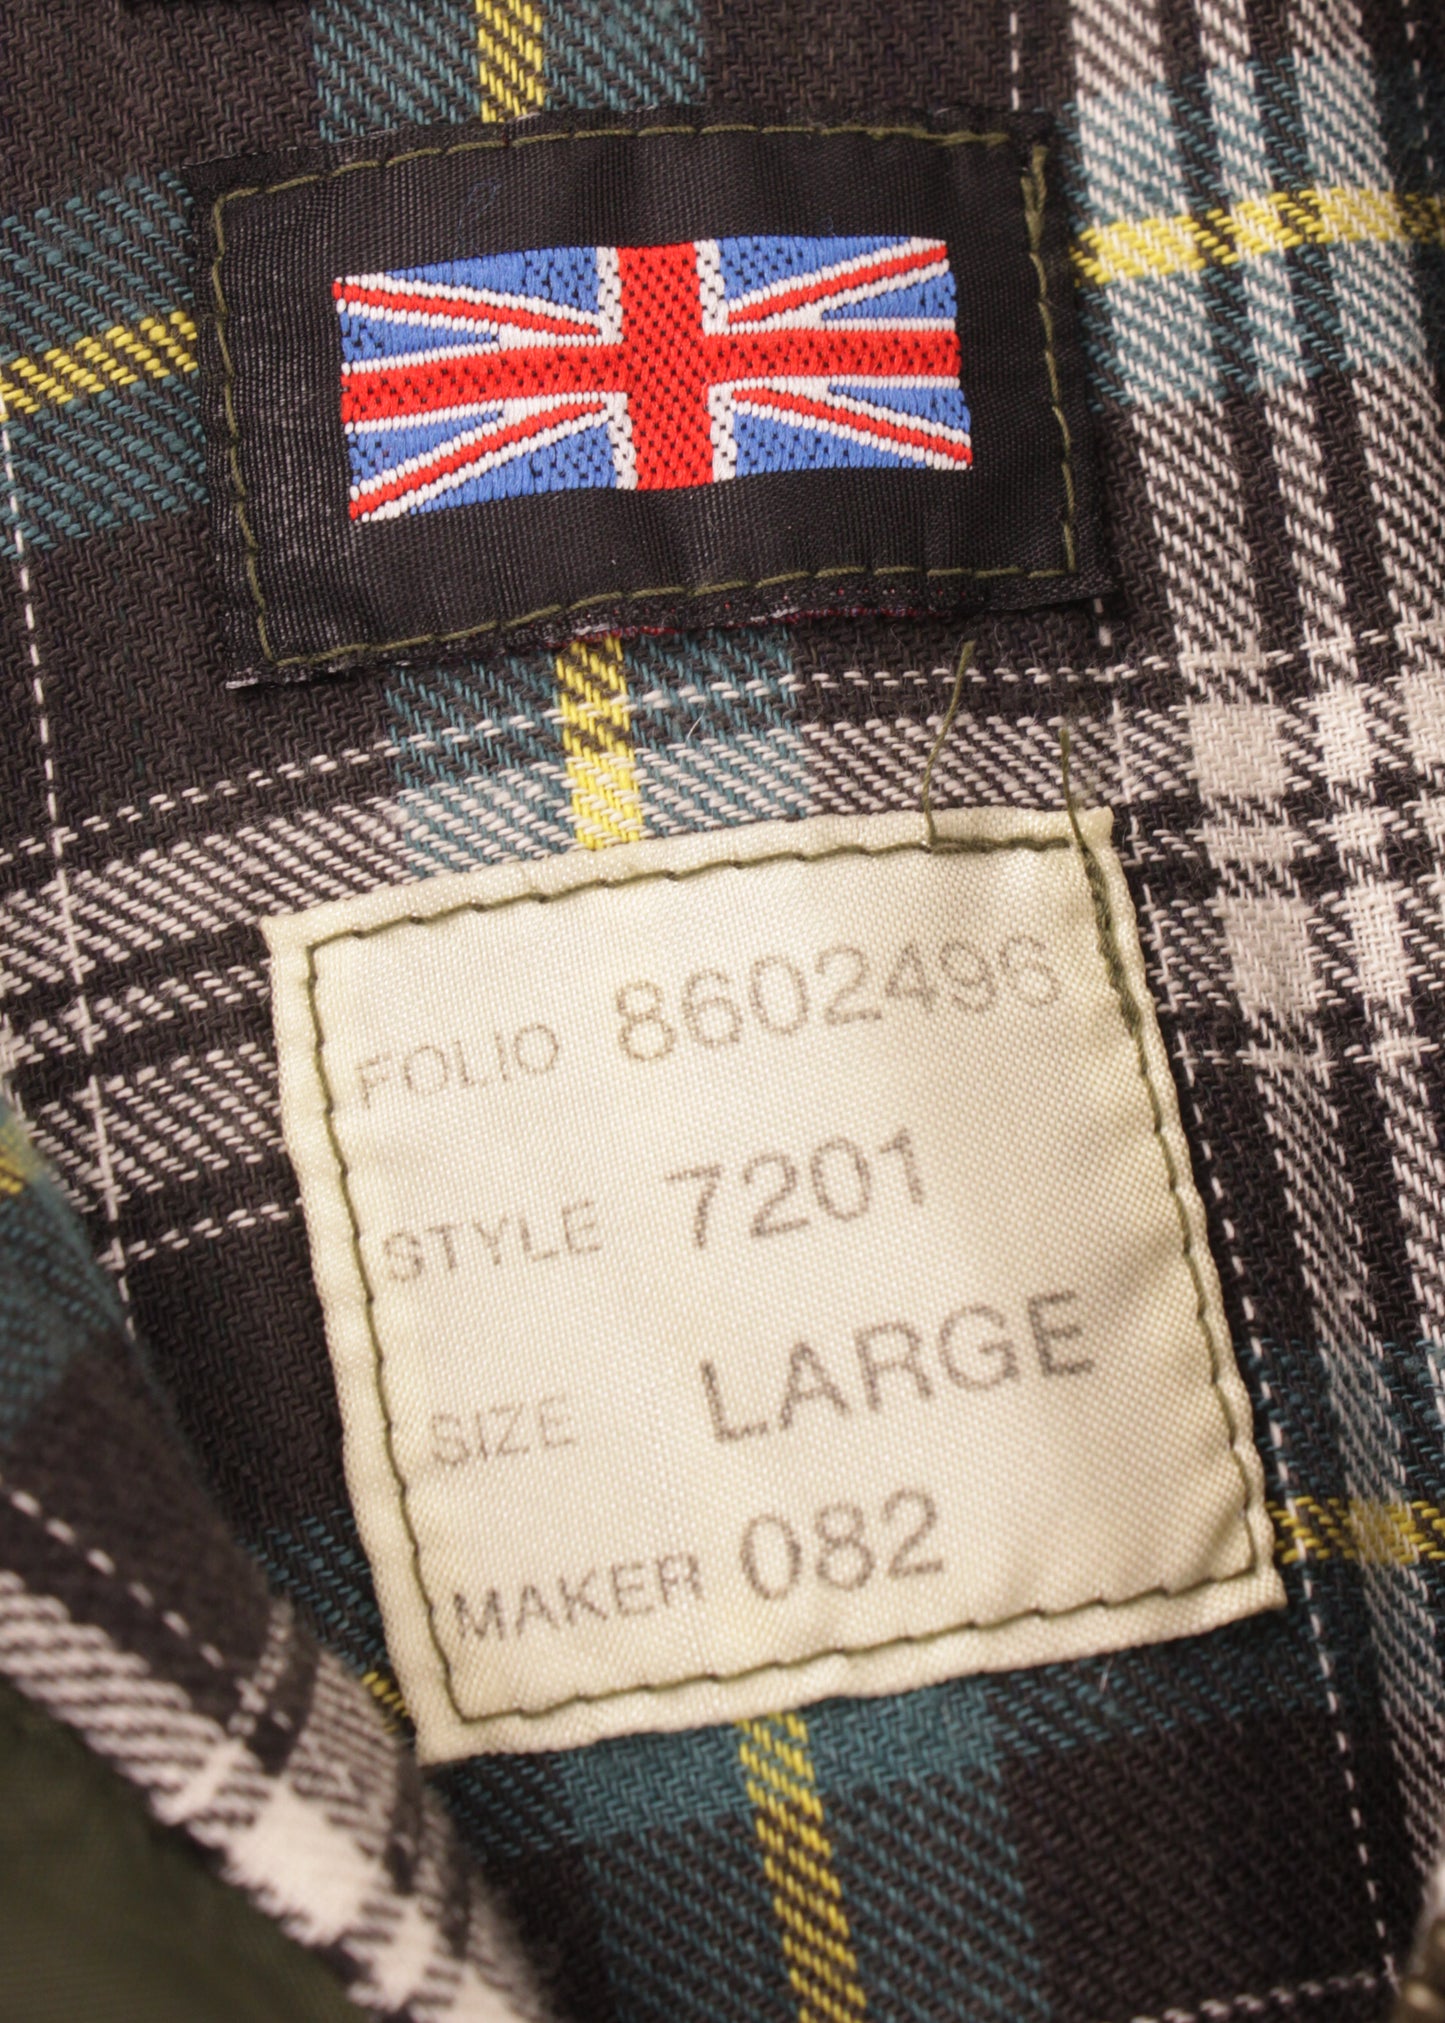 FOLIO 8602496
STYLE 7201
SIZE LARGE
MAKER 082